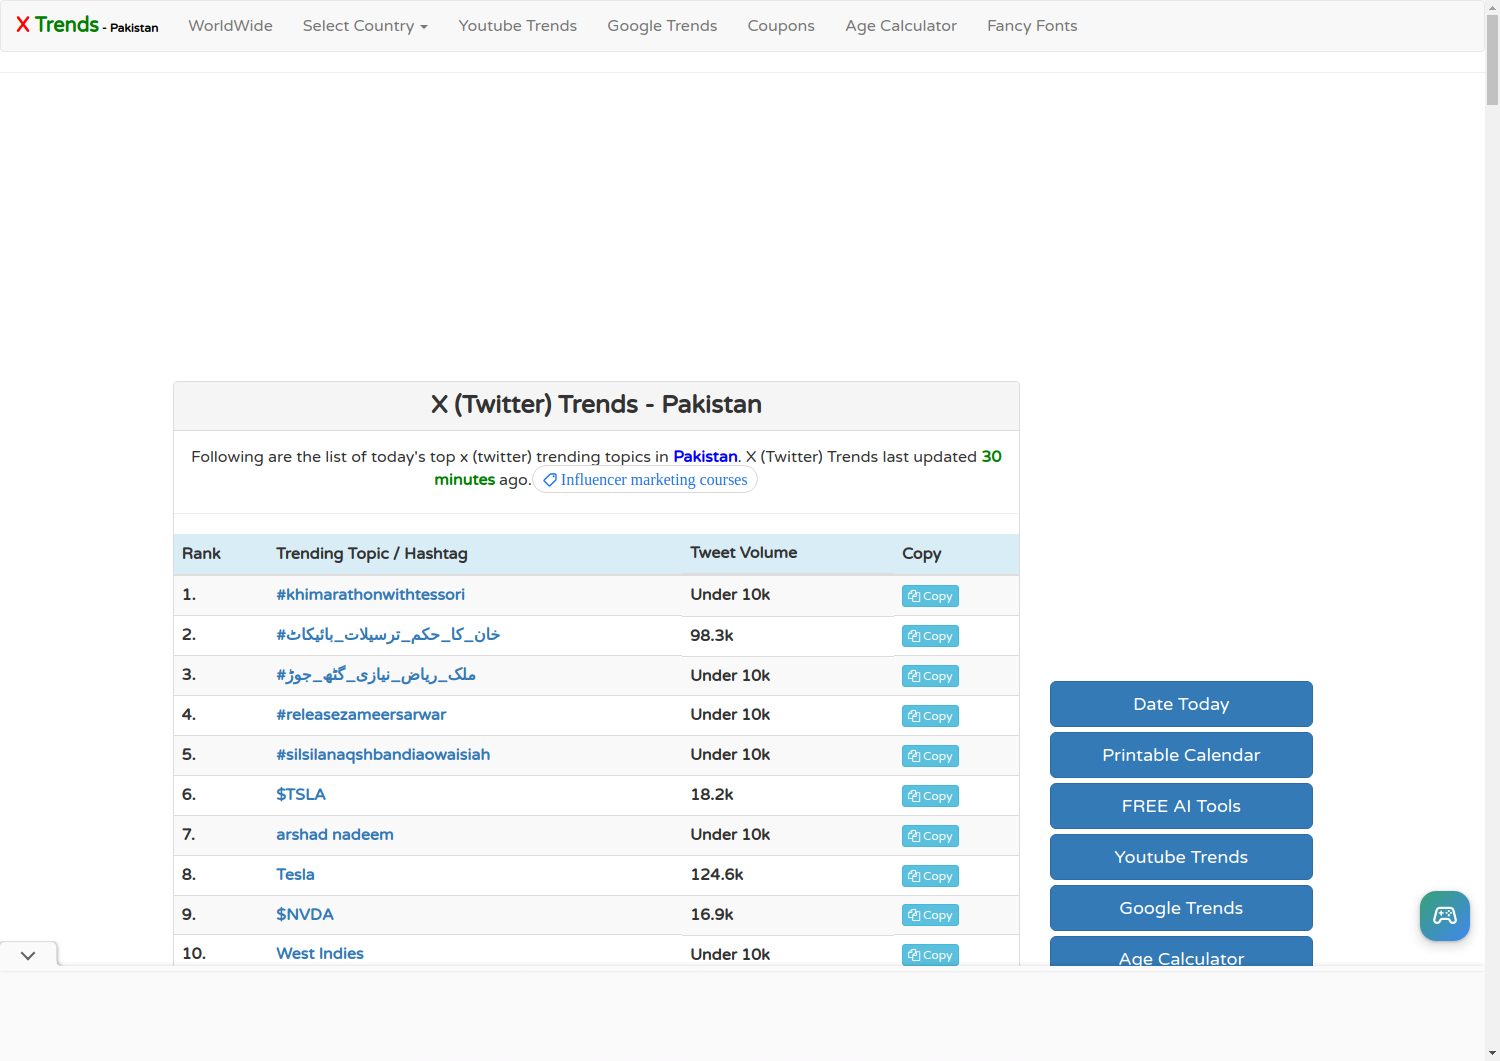 X Trends - Pakistan WorldWide Select Country Youtube Trends Google Trends Coupons Age Calculator Fancy Fonts
X (Twitter) Trends - Pakistan
Following are the list of today's top x (twitter) trending topics in Pakistan. X (Twitter) Trends last updated 30
minutes ago. Influencer marketing courses
Rank Trending Topic / Hashtag Tweet Volume Copy
1. #khimarathonwithtessori Under 10k Copy
2. #خان_کا_حکم_ترسیلات_بائیکاٹ 98.3k Copy
3. #ملک_ریاض_نیازی_گٹھ_جوڑ Under 10k Copy
4. #releasezameersarwar Under 10k Copy
5. #silsilanaqshbandiaowaisiah Under 10k Copy
6. $TSLA 18.2k Copy
7. arshad nadeem Under 10k Copy
8. Tesla 124.6k Copy
9. $NVDA 16.9k Copy
10. West Indies Under 10k Copy
Date Today
Printable Calendar
FREE AI Tools
Youtube Trends
Google Trends
Age Calculator